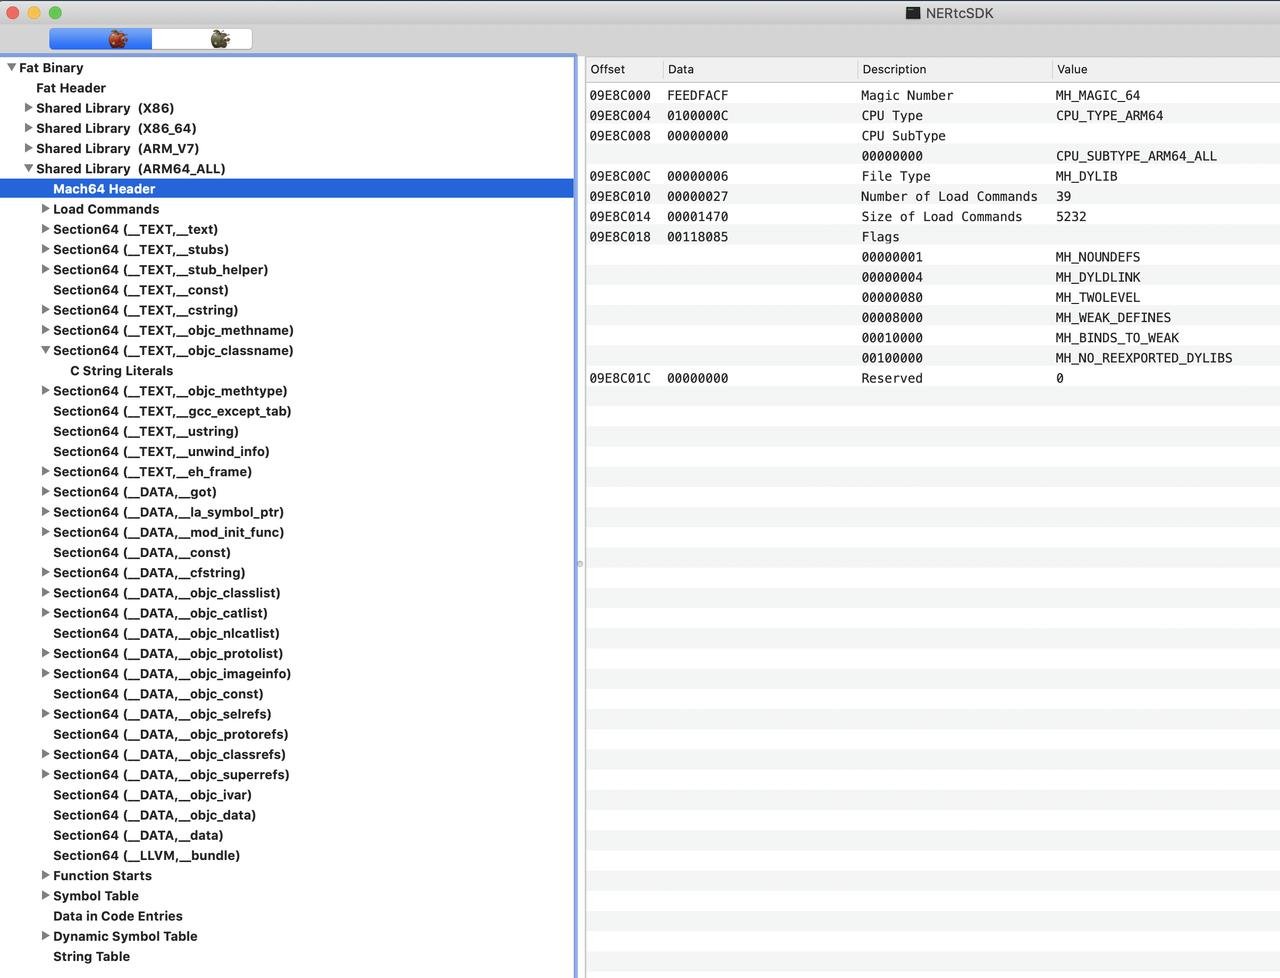 NERtcSDK
Fat Binary
Fat Header
Shared Library (X86)
Shared Library (X86_64)
Shared Library (ARM_V7)
Shared Library (ARM64_ALL)
Mach64 Header
Load Commands
Section64 (__TEXT,__text)
Section64 (__TEXT,__stubs)
Section64 (__TEXT,__stub_helper)
Section64 (__TEXT,__const)
Section64 (__TEXT,__cstring)
Section64 (__TEXT,__objc_methname)
Section64 (__TEXT,__objc_classname)
C String Literals
Section64 (__TEXT,__objc_methtype)
Section64 (__TEXT,__gcc_except_tab)
Section64 (__TEXT,__ustring)
Section64 (__TEXT,__unwind_info)
Section64 (__TEXT,__eh_frame)
Section64 (__DATA,__got)
Section64 (__DATA,__la_symbol_ptr)
Section64 (__DATA,__mod_init_func)
Section64 (__DATA,__const)
Section64 (__DATA,__cfstring)
Section64 (__DATA,__objc_classlist)
Section64 (__DATA,__objc_catlist)
Section64 (__DATA,__objc_nlcatlist)
Section64 (__DATA,__objc_protolist)
Section64 (__DATA,__objc_imageinfo)
Section64 (__DATA,__objc_const)
Section64 (__DATA,__objc_selrefs)
Section64 (__DATA,__objc_protorefs)
Section64 (__DATA,__objc_classrefs)
Section64 (__DATA,__objc_superrefs)
Section64 (__DATA,__objc_ivar)
Section64 (__DATA,__objc_data)
Section64 (__DATA,__data)
Section64 (__LLVM,__bundle)
Function Starts
Symbol Table
Data in Code Entries
Dynamic Symbol Table
String Table
Offset Data Description Value
09E8C000 FEEDFACF Magic Number MH_MAGIC_64
09E8C004 0100000C CPU Type CPU_TYPE_ARM64
09E8C008 00000000 CPU SubType
00000000 CPU_SUBTYPE_ARM64_ALL
09E8C00C 00000006 File Type MH_DYLIB
09E8C010 00000027 Number of Load Commands 39
09E8C014 00001470 Size of Load Commands 5232
09E8C018 00118085 Flags
00000001 MH_NOUNDEFS
00000004 MH_DYLDLINK
00000080 MH_TWOLEVEL
00008000 MH_WEAK_DEFINES
00010000 MH_BINDS_TO_WEAK
00100000 MH_NO_REEXPORTED_DYLIBS
09E8C01C 00000000 Reserved 0